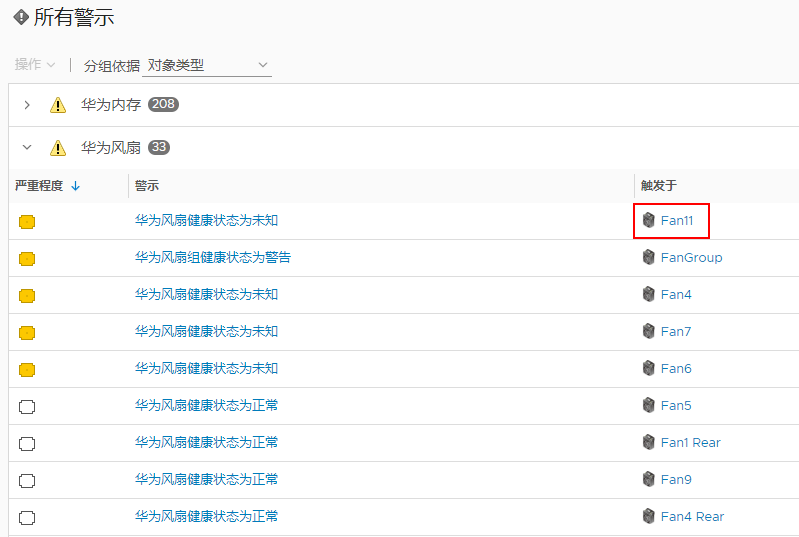 所有警示
操作 分组依据 对象类型
华为内存 208
华为风扇 33
严重程度 警示 触发于
华为风扇健康状态为未知 Fan11
华为风扇组健康状态为警告 FanGroup
华为风扇健康状态为未知 Fan4
华为风扇健康状态为未知 Fan7
华为风扇健康状态为未知 Fan6
华为风扇健康状态为正常 Fan5
华为风扇健康状态为正常 Fan1 Rear
华为风扇健康状态为正常 Fan9
华为风扇健康状态为正常 Fan4 Rear